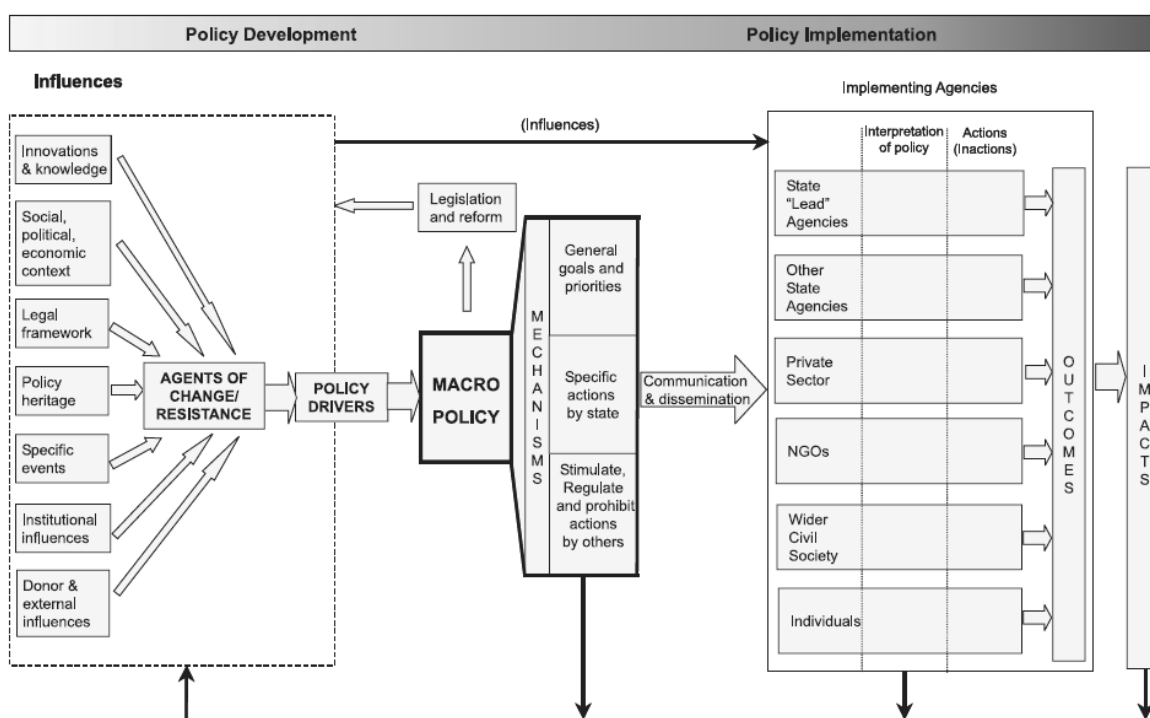 Policy Development
Policy Implementation
Influences
Innovations
& knowledge
Social,
political,
economic
context
Legal
framework
Policy
heritage
Specific
events
Institutional
influences
Donor &
external
influences
AGENTS OF
CHANGE/
RESISTANCE
POLICY
DRIVERS
(Influences)
Legislation
and reform
MACRO
POLICY
MECHANISMS
General
goals and
priorities
Specific
actions
by state
Stimulate,
Regulate
and prohibit
actions
by others
Communication
& dissemination
Implementing Agencies
Interpretation
of policy
Actions
(Inactions)
State
“Lead”
Agencies
Other
State
Agencies
Private
Sector
NGOs
Wider
Civil
Society
Individuals
OUTCOMES
IMPACTS